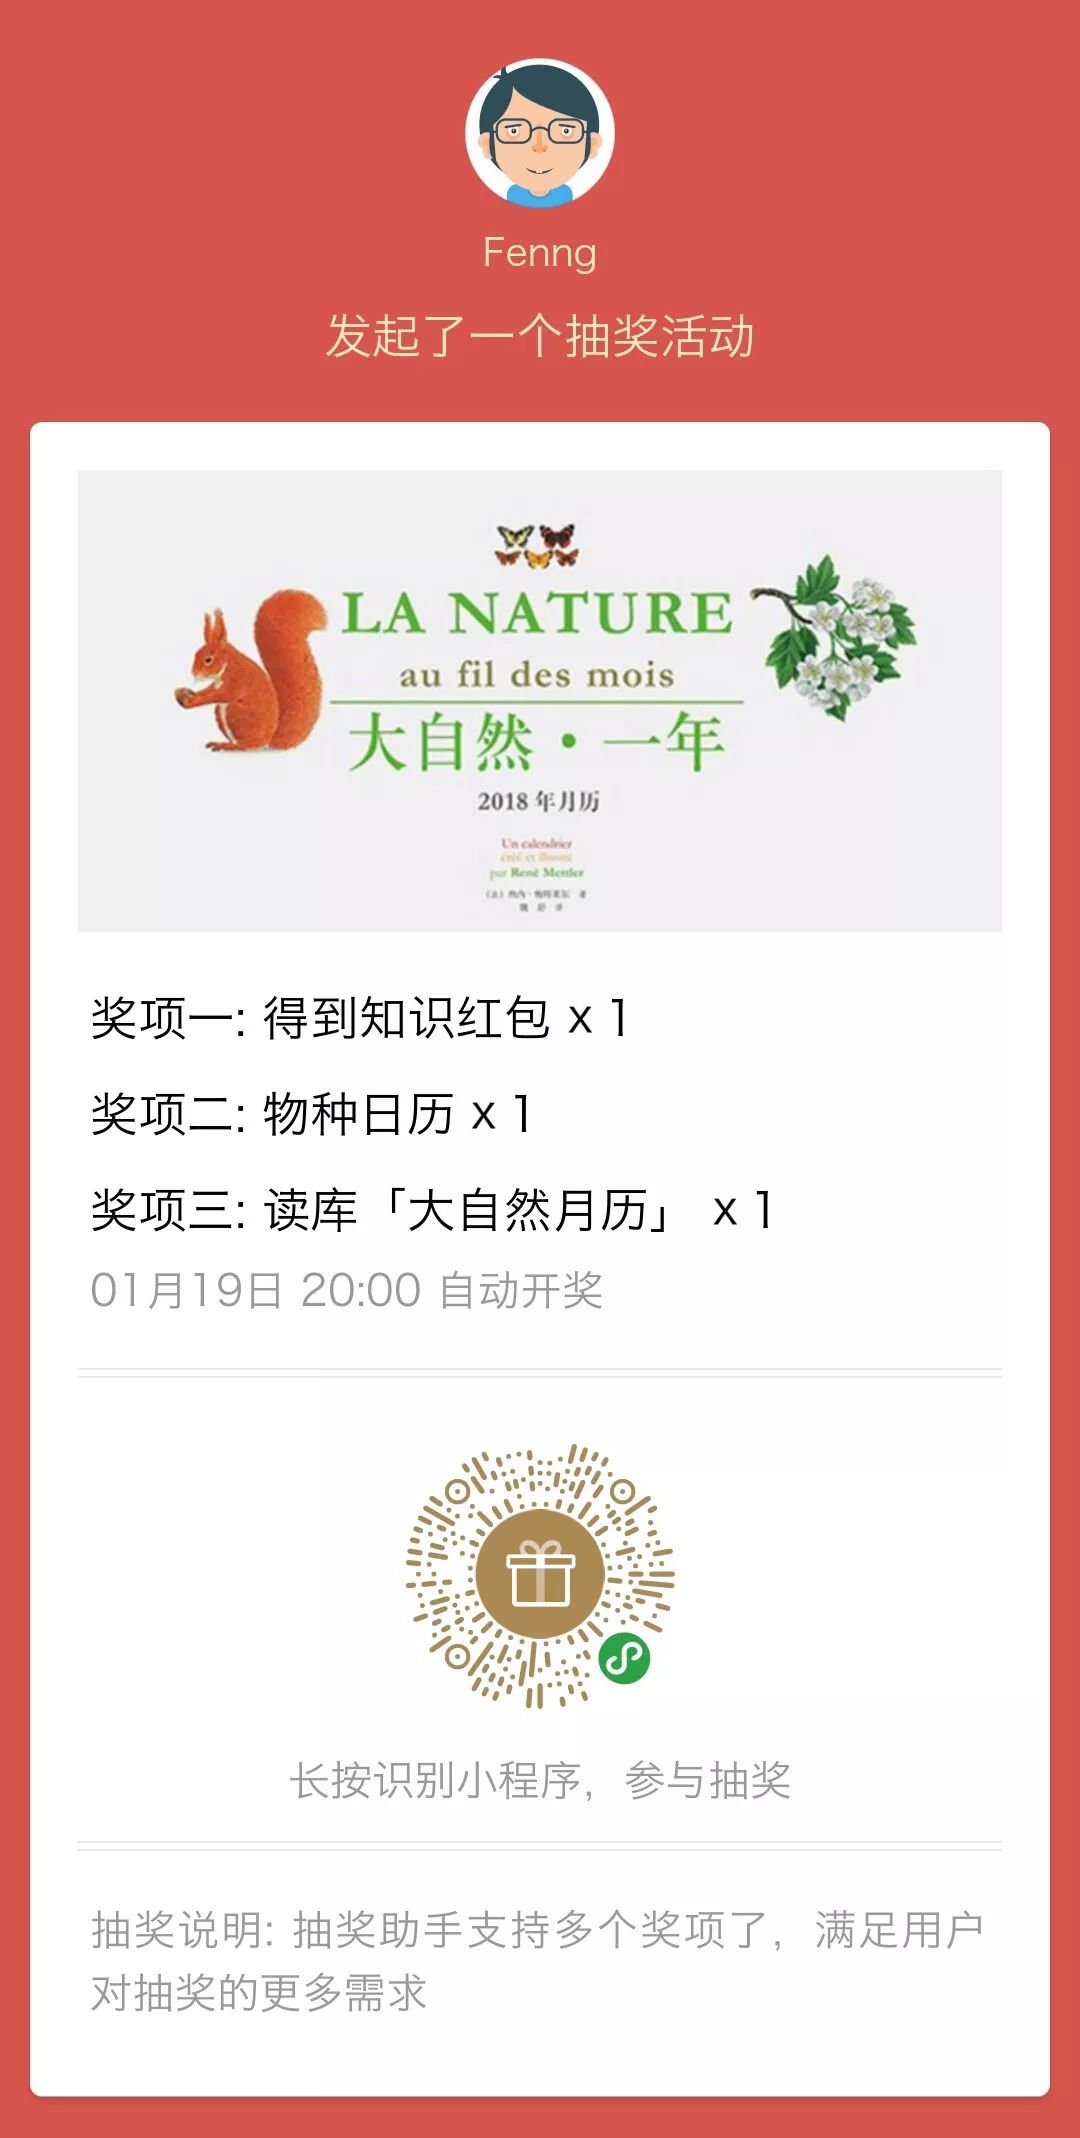 Fenng
发起了一个抽奖活动
LA NATURE
au fil des mois
大自然·一年
2018 年月历
Un calendrier
créé et illustré
par René Mettler
奖项一: 得到知识红包 x 1
奖项二: 物种日历 x 1
奖项三: 读库「大自然月历」 x 1
01月19日 20:00 自动开奖
长按识别小程序，参与抽奖
抽奖说明: 抽奖助手支持多个奖项了，满足用户
对抽奖的更多需求